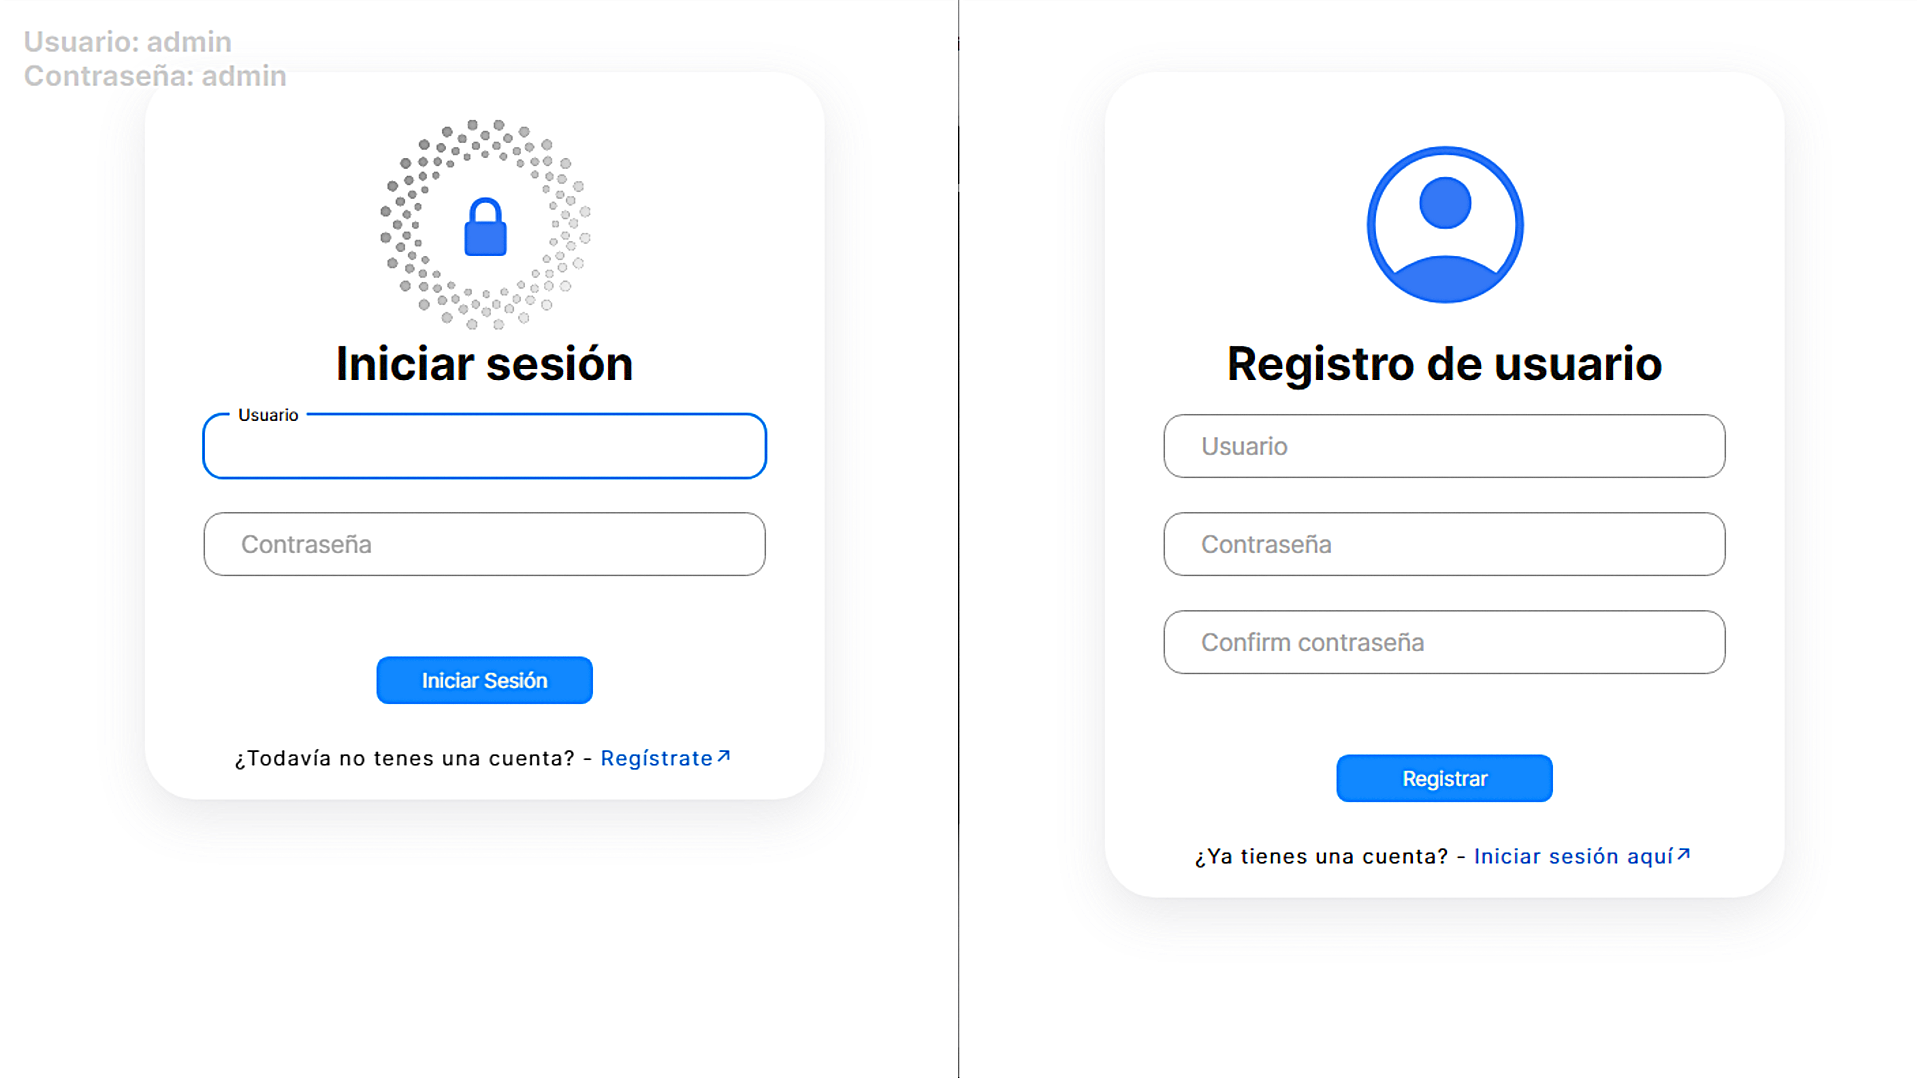 Usuario: admin
Contraseña: admin
Iniciar sesión
Usuario
Contraseña
Iniciar Sesión
¿Todavía no tenes una cuenta? - Regístrate↗
Registro de usuario
Usuario
Contraseña
Confirm contraseña
Registrar
¿Ya tienes una cuenta? - Iniciar sesión aquí↗